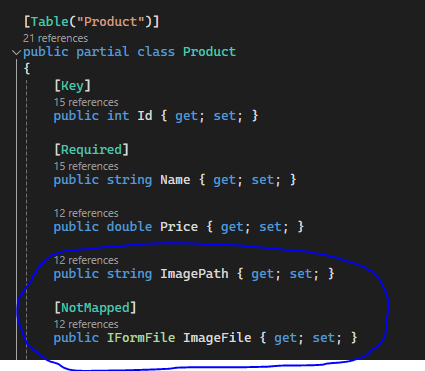 [Table("Product")]
21 references
public partial class Product
{
[Key]
15 references
public int Id { get; set; }
[Required]
15 references
public string Name { get; set; }
12 references
public double Price { get; set; }
12 references
public string ImagePath { get; set; }
[NotMapped]
12 references
public IFormFile ImageFile { get; set; }